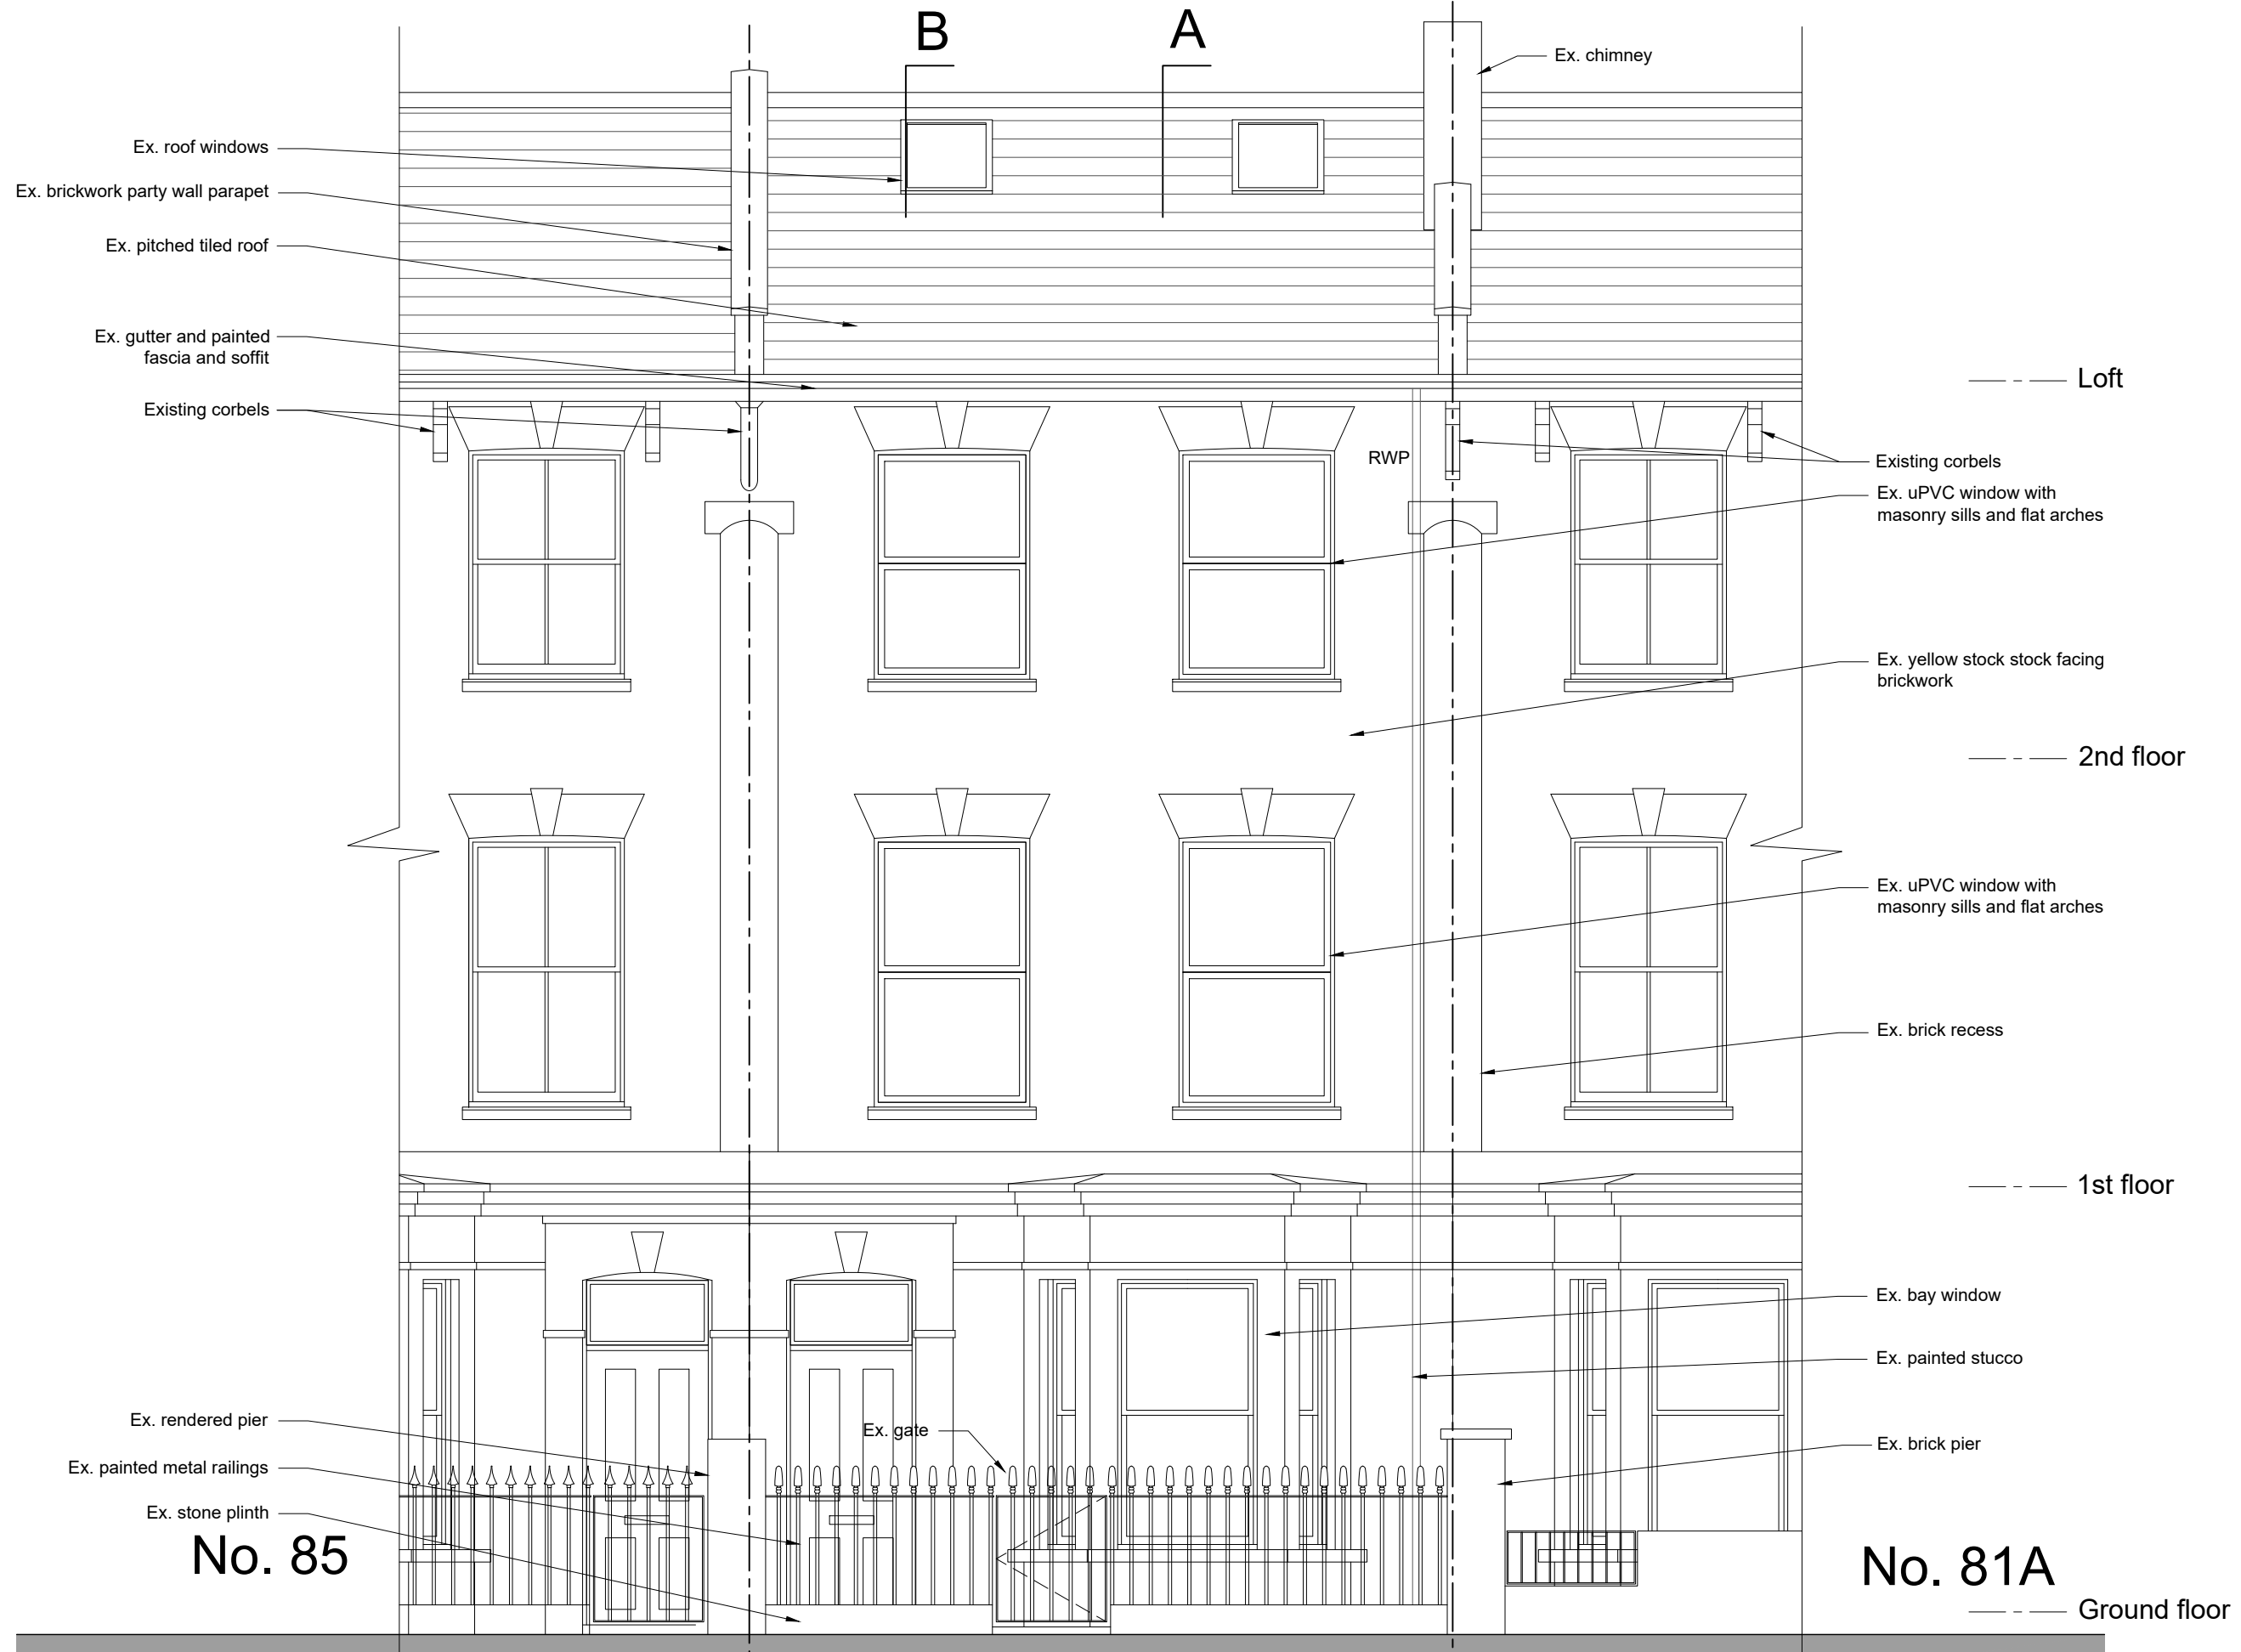 B
A
Ex. chimney
Ex. roof windows
Ex. brickwork party wall parapet
Ex. pitched tiled roof
Ex. gutter and painted
fascia and soffit
Existing corbels
Loft
RWP
Existing corbels
Ex. uPVC window with
masonry sills and flat arches
Ex. yellow stock stock facing
brickwork
2nd floor
Ex. uPVC window with
masonry sills and flat arches
Ex. brick recess
1st floor
Ex. bay window
Ex. painted stucco
Ex. rendered pier
Ex. gate
Ex. brick pier
Ex. painted metal railings
Ex. stone plinth
No. 85
No. 81A
Ground floor